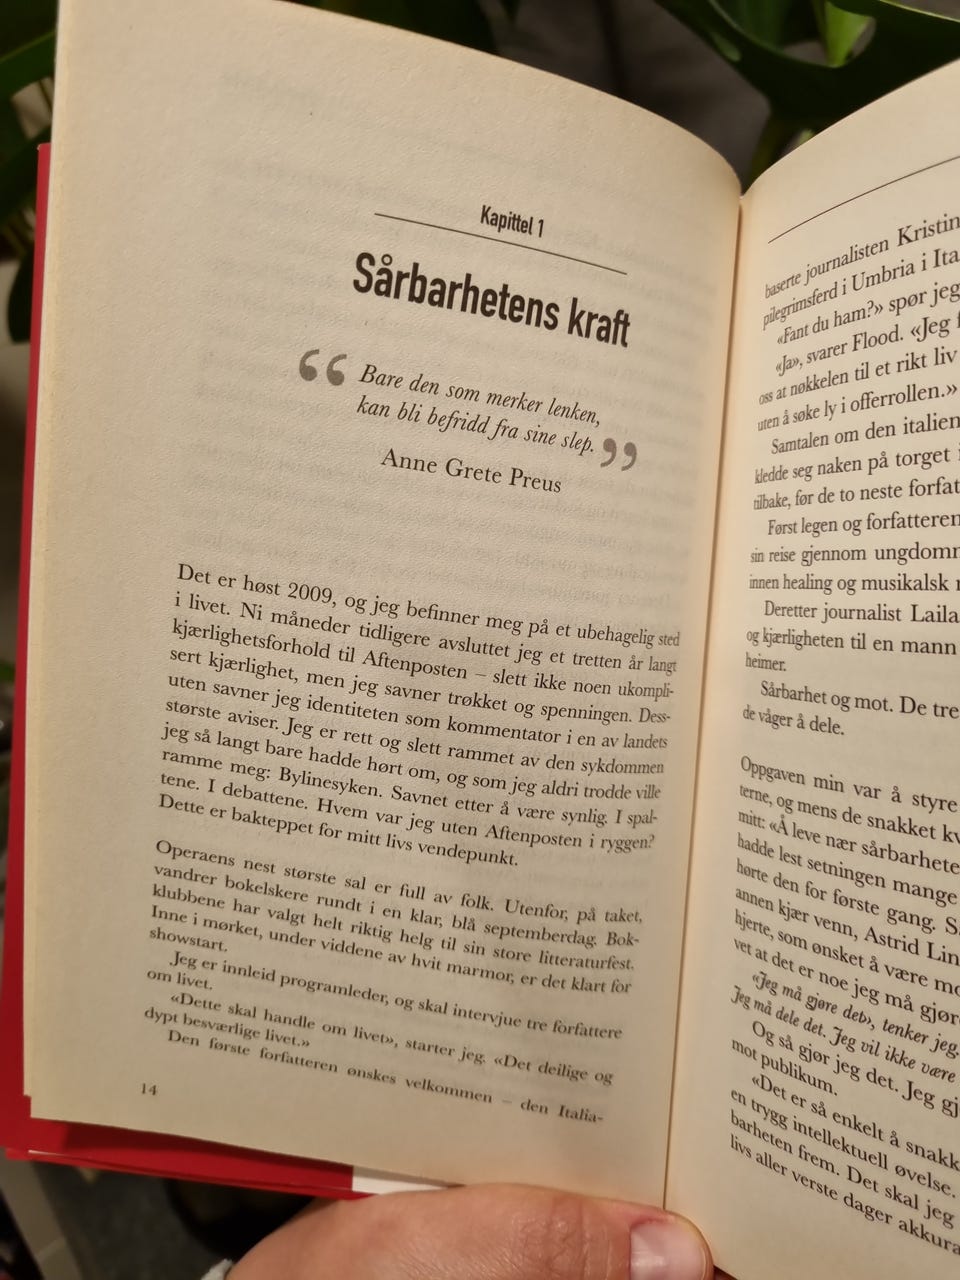 Kapittel 1
Sårbarhetens kraft
“ Bare den som merker lenken,
kan bli befridd fra sine slep. ”
Anne Grete Preus
Det er høst 2009, og jeg befinner meg på et ubehagelig sted
i livet. Ni måneder tidligere avsluttet jeg et tretten år langt
kjærlighetsforhold til Aftenposten – slett ikke noen ukompli-
sert kjærlighet, men jeg savner trøkket og spenningen. Dess-
uten savner jeg identiteten som kommentator i en av landets
største aviser. Jeg er rett og slett rammet av den sykdommen
jeg så langt bare hadde hørt om, og som jeg aldri trodde ville
ramme meg: Bylinesyken. Savnet etter å være synlig. I spal-
tene. I debattene. Hvem var jeg uten Aftenposten i ryggen?
Dette er bakteppet for mitt livs vendepunkt.
Operaens nest største sal er full av folk. Utenfor, på taket,
vandrer bokelskere rundt i en klar, blå septemberdag. Bok-
klubbene har valgt helt riktig helg til sin store litteraturfest.
Inne i mørket, under viddene av hvit marmor, er det klart for
showstart.
Jeg er innleid programleder, og skal intervjue tre forfattere
om livet.
«Dette skal handle om livet», starter jeg. «Det deilige og
dypt besværlige livet.»
Den første forfatteren ønskes velkommen – den Italia-
14
baserte journalisten Kristin
pilegrimsferd i Umbria i Ita
«Fant du ham?» spør jeg
«Ja», svarer Flood. «Jeg f
oss at nøkkelen til et rikt liv
uten å søke ly i offerrollen.»
Samtalen om den italien
kledde seg naken på torget i
tilbake, før de to neste forfat
Først legen og forfatteren
sin reise gjennom ungdomm
innen healing og musikalsk
Deretter journalist Laila
og kjærligheten til en mann
heimer.
Sårbarhet og mot. De tre
de våger å dele.
Oppgaven min var å styre
terne, og mens de snakket kv
mitt: «Å leve nær sårbarhete
hadde lest setningen mange
hørte den for første gang. S
annen kjær venn, Astrid Lin
hjerte, som ønsket å være mo
vet at det er noe jeg må gjør
«Jeg må gjøre det», tenker jeg.
Jeg må dele det. Jeg vil ikke være
Og så gjør jeg det. Jeg gj
mot publikum.
«Det er så enkelt å snakk
en trygg intellektuell øvelse.
barheten frem. Det skal jeg
livs aller verste dager akkura